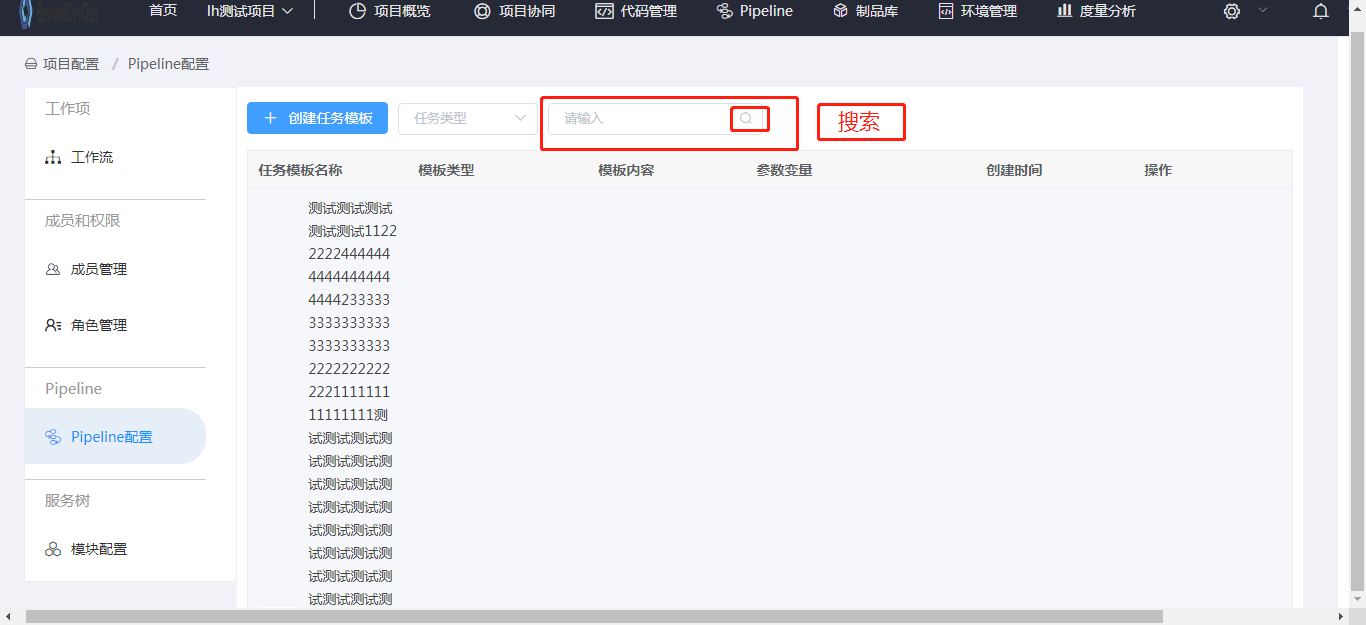 BeyondDevOps 首页 lh测试项目 项目概览 项目协同 代码管理 Pipeline 制品库 环境管理 度量分析
项目配置 / Pipeline配置
工作项
工作流
成员和权限
成员管理
角色管理
Pipeline
Pipeline配置
服务树
模块配置
创建任务模板 任务类型 请输入 搜索
任务模板名称 模板类型 模板内容 参数变量 创建时间 操作
测试测试测试
测试测试1122
2222444444
4444444444
4444233333
3333333333
3333333333
2222222222
2221111111
11111111测
试测试测试测
试测试测试测
试测试测试测
试测试测试测
试测试测试测
试测试测试测
试测试测试测
试测试测试测